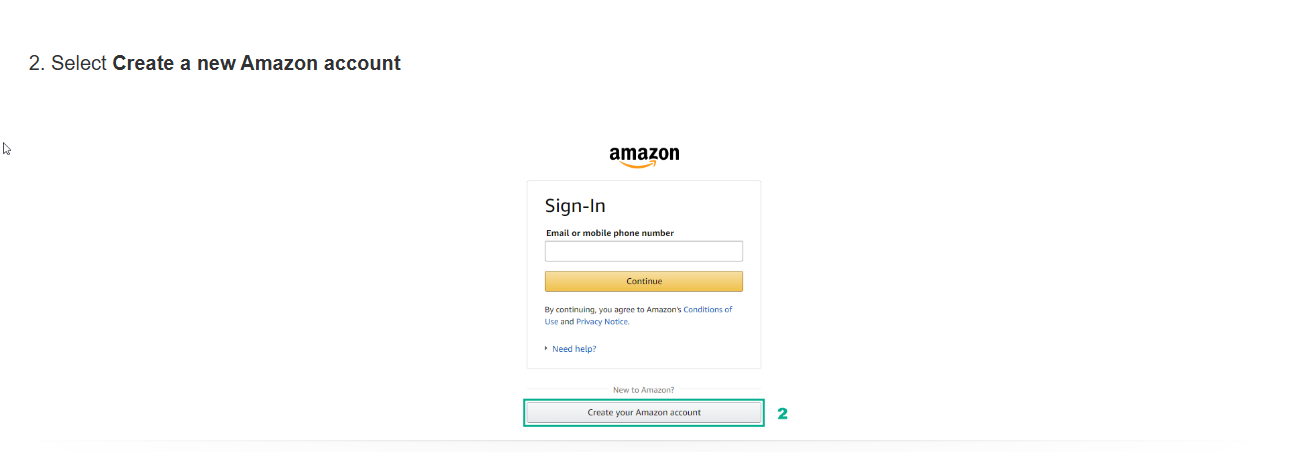 2. Select Create a new Amazon account
amazon
Sign-In
Email or mobile phone number
Continue
By continuing, you agree to Amazon's Conditions of
Use and Privacy Notice.
Need help?
New to Amazon?
Create your Amazon account
2